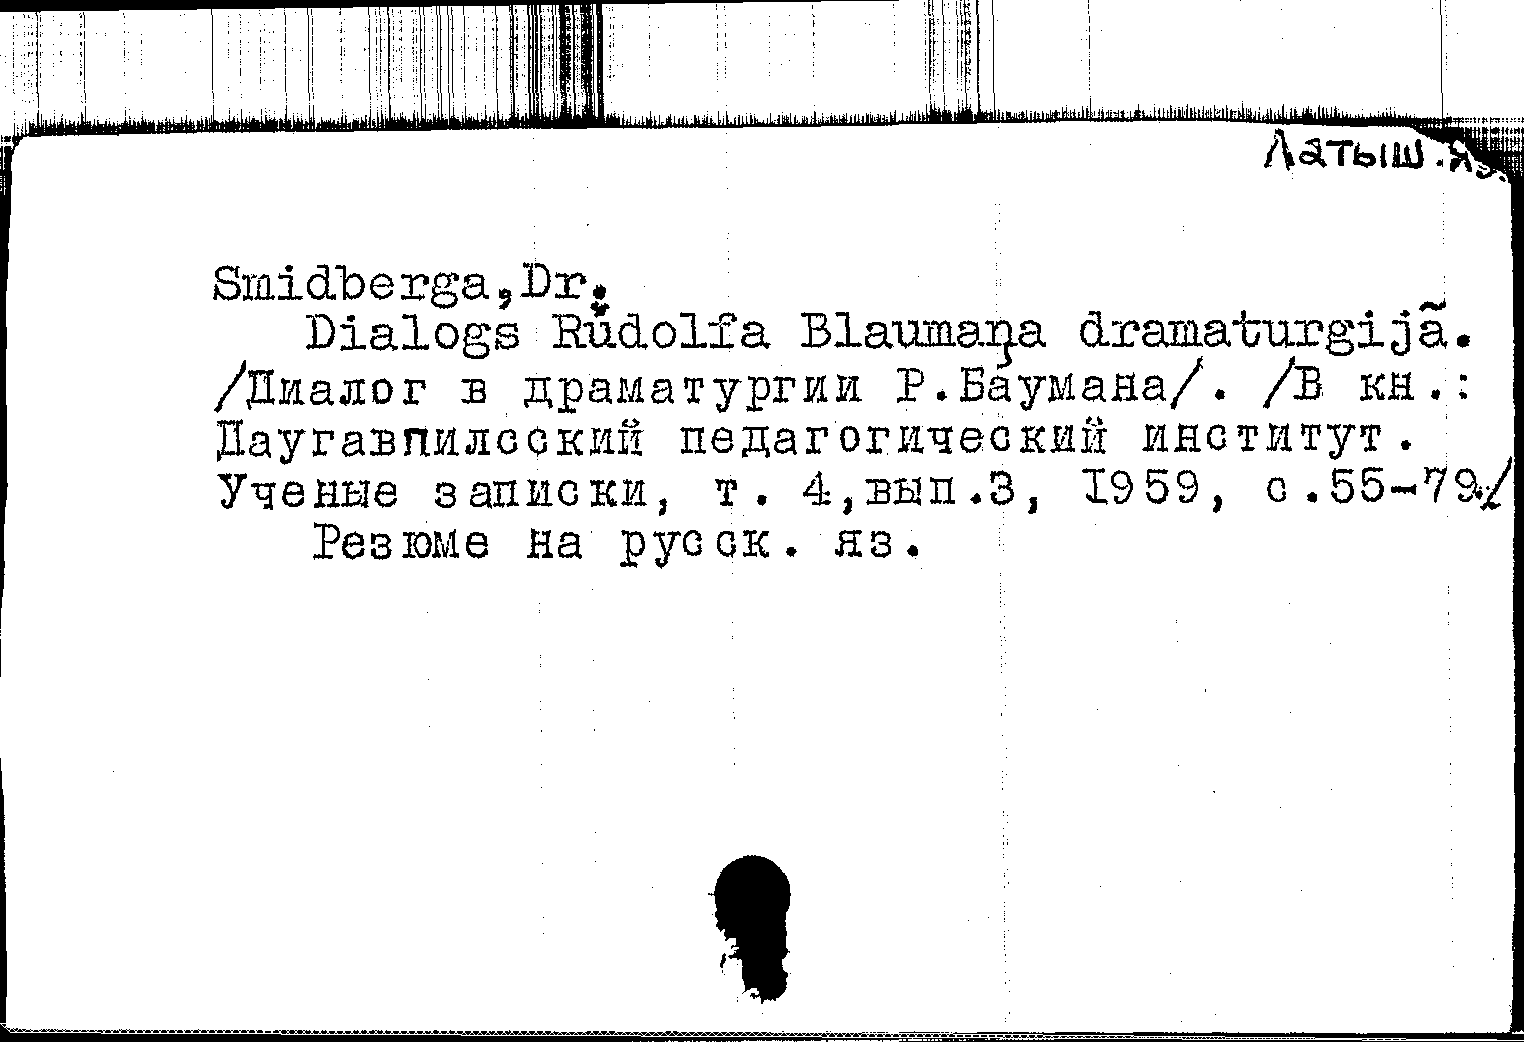 Латыш.яз.
Smidberga,Dr.
Dialogs Rūdolfa Blaumaņa dramaturgijā.
/Диалог в драматургии Р.Баумана/. /В кн.:
Даугавпилсский педагогический институт.
Ученые записки, т. 4,вып.3, I959, с.55-79/
Резюме на русск. яз.